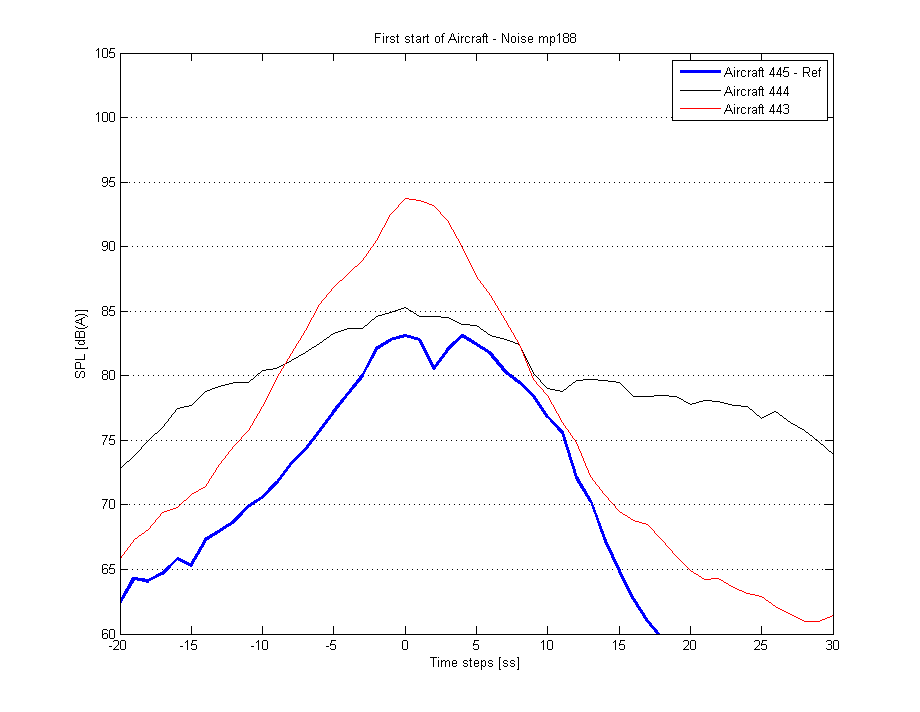 First start of Aircraft - Noise mp188
Aircraft 445 - Ref
Aircraft 444
Aircraft 443
SPL [dB(A)]
105
100
95
90
85
80
75
70
65
60
-20 -15 -10 -5 0 5 10 15 20 25 30
Time steps [ss]